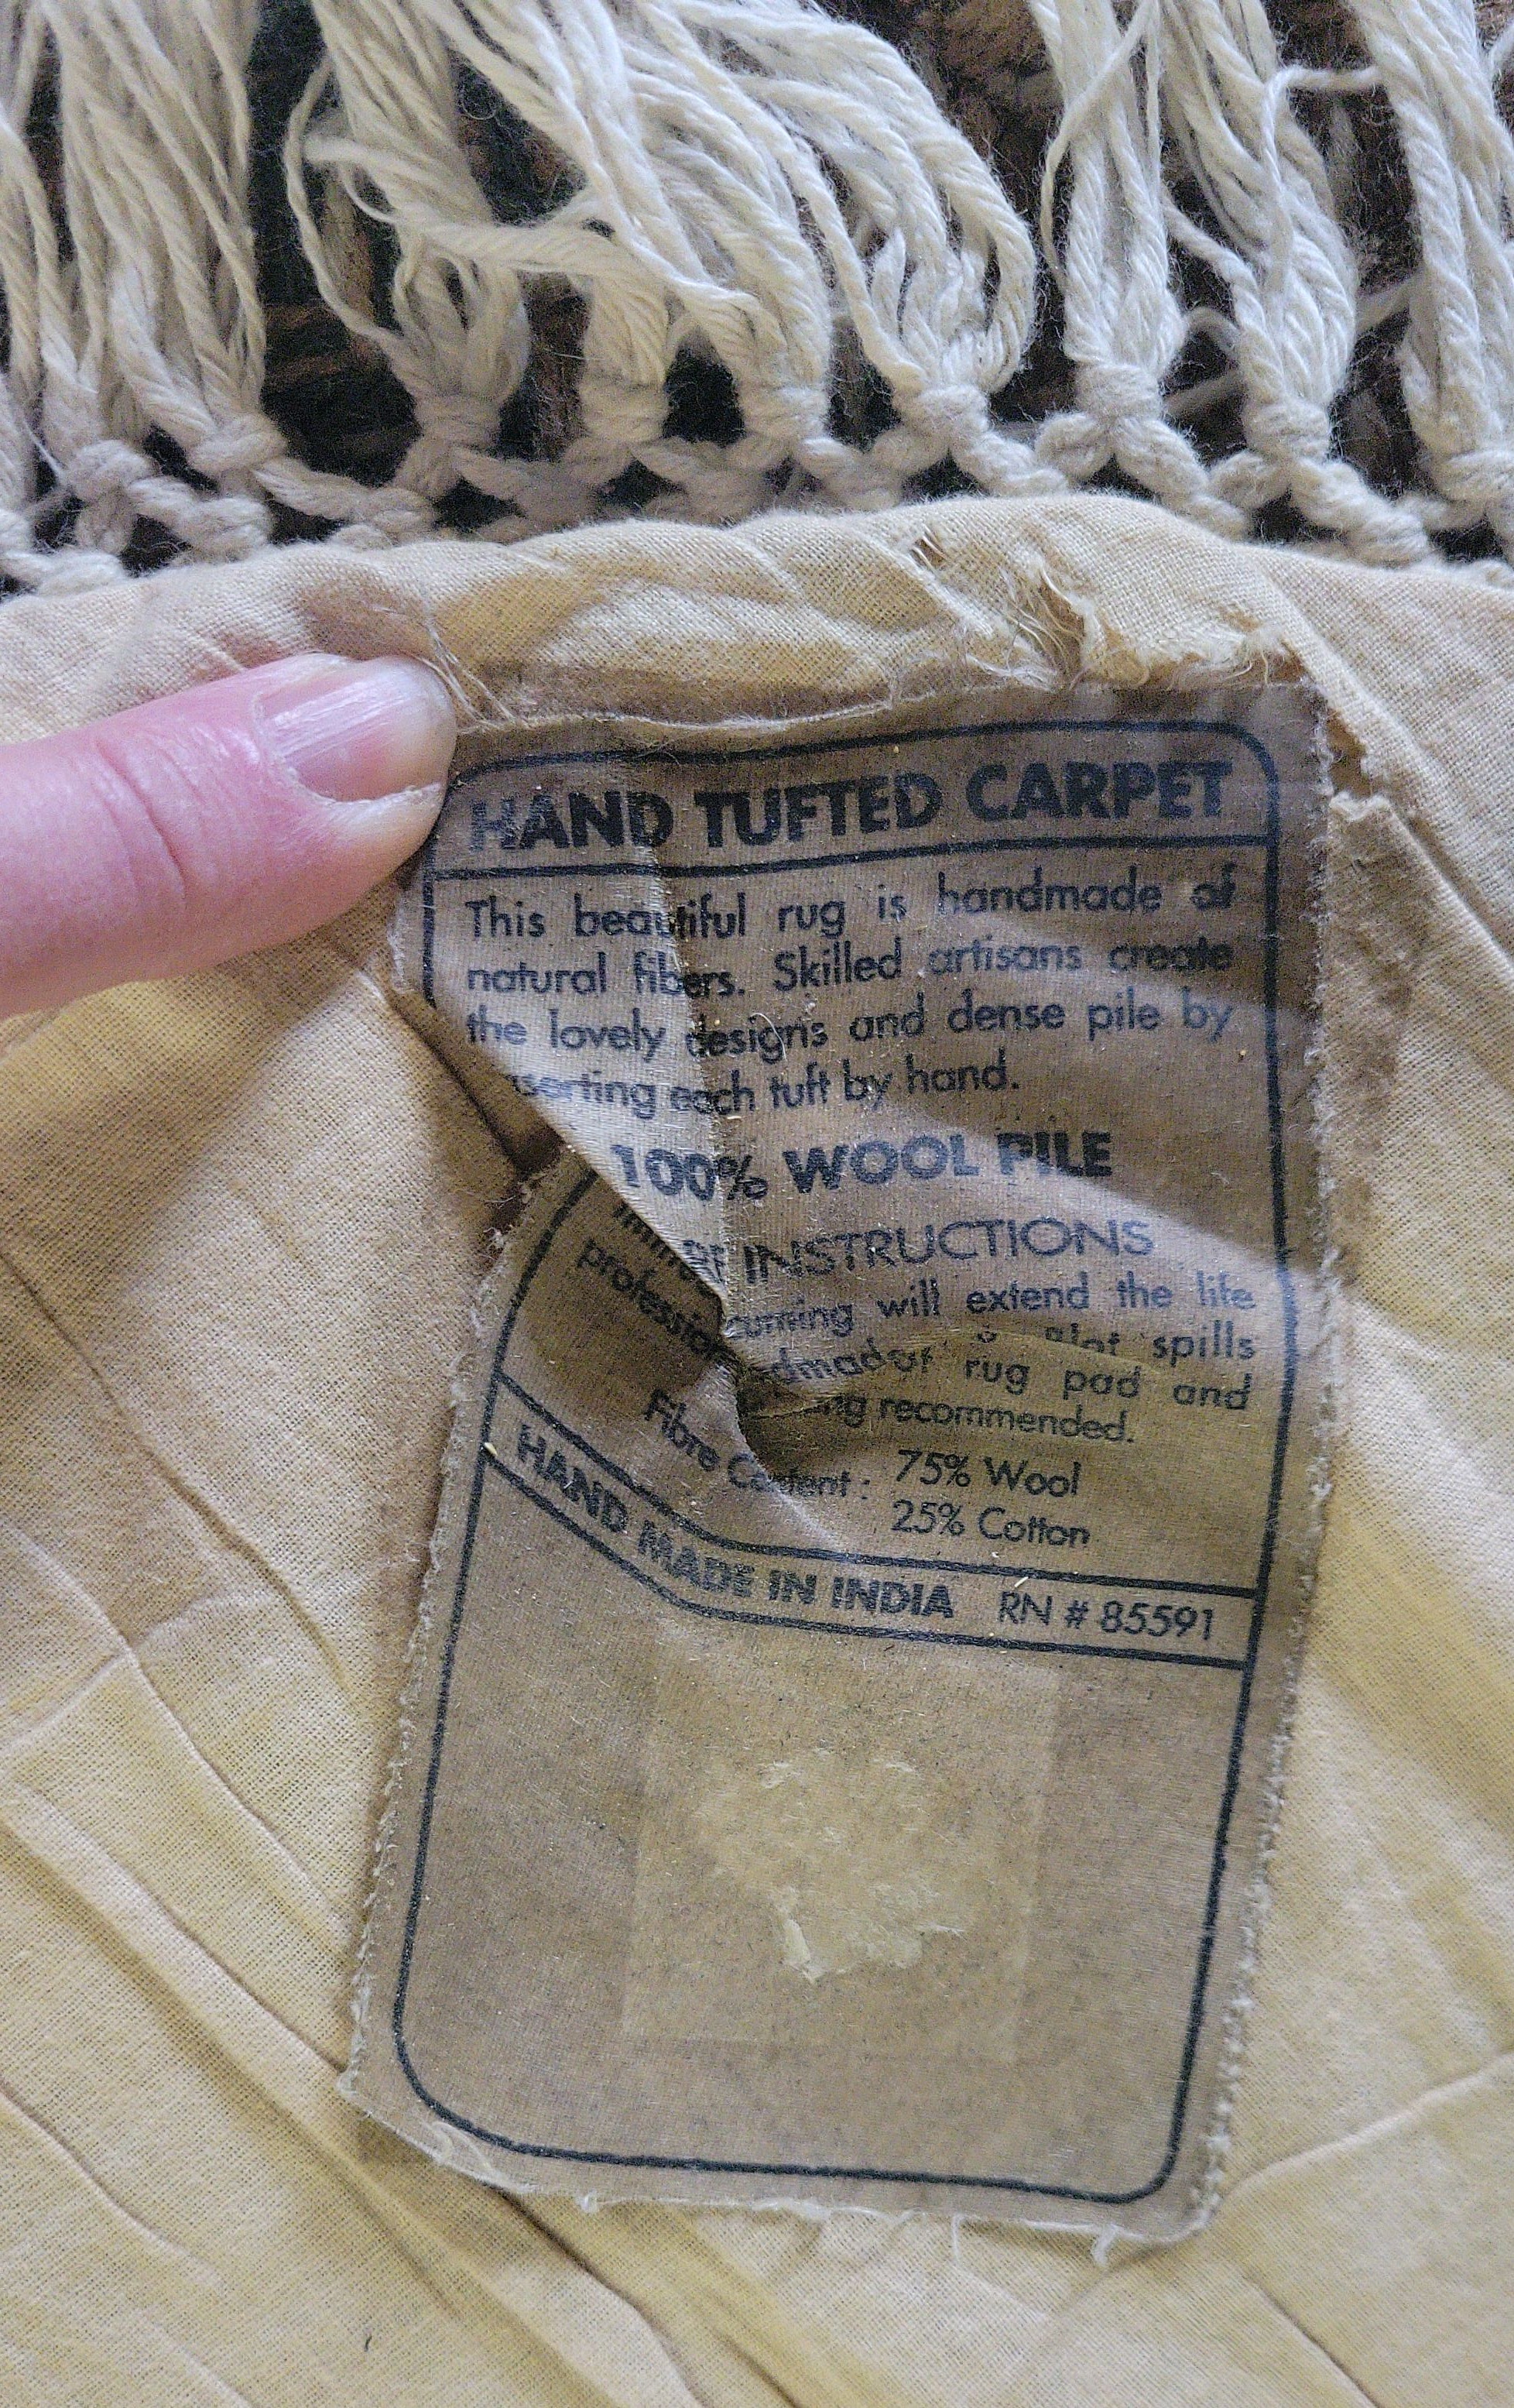 HAND TUFTED CARPET
This beautiful rug is handmade of
natural fibers. Skilled artisans create
the lovely designs and dense pile by
serting each tuft by hand.
100% WOOL PILE
INSTRUCTIONS
will extend the life
spills
rug pad and
recommended.
Fibre Content : 75% Wool
25% Cotton
HAND MADE IN INDIA RN # 85591